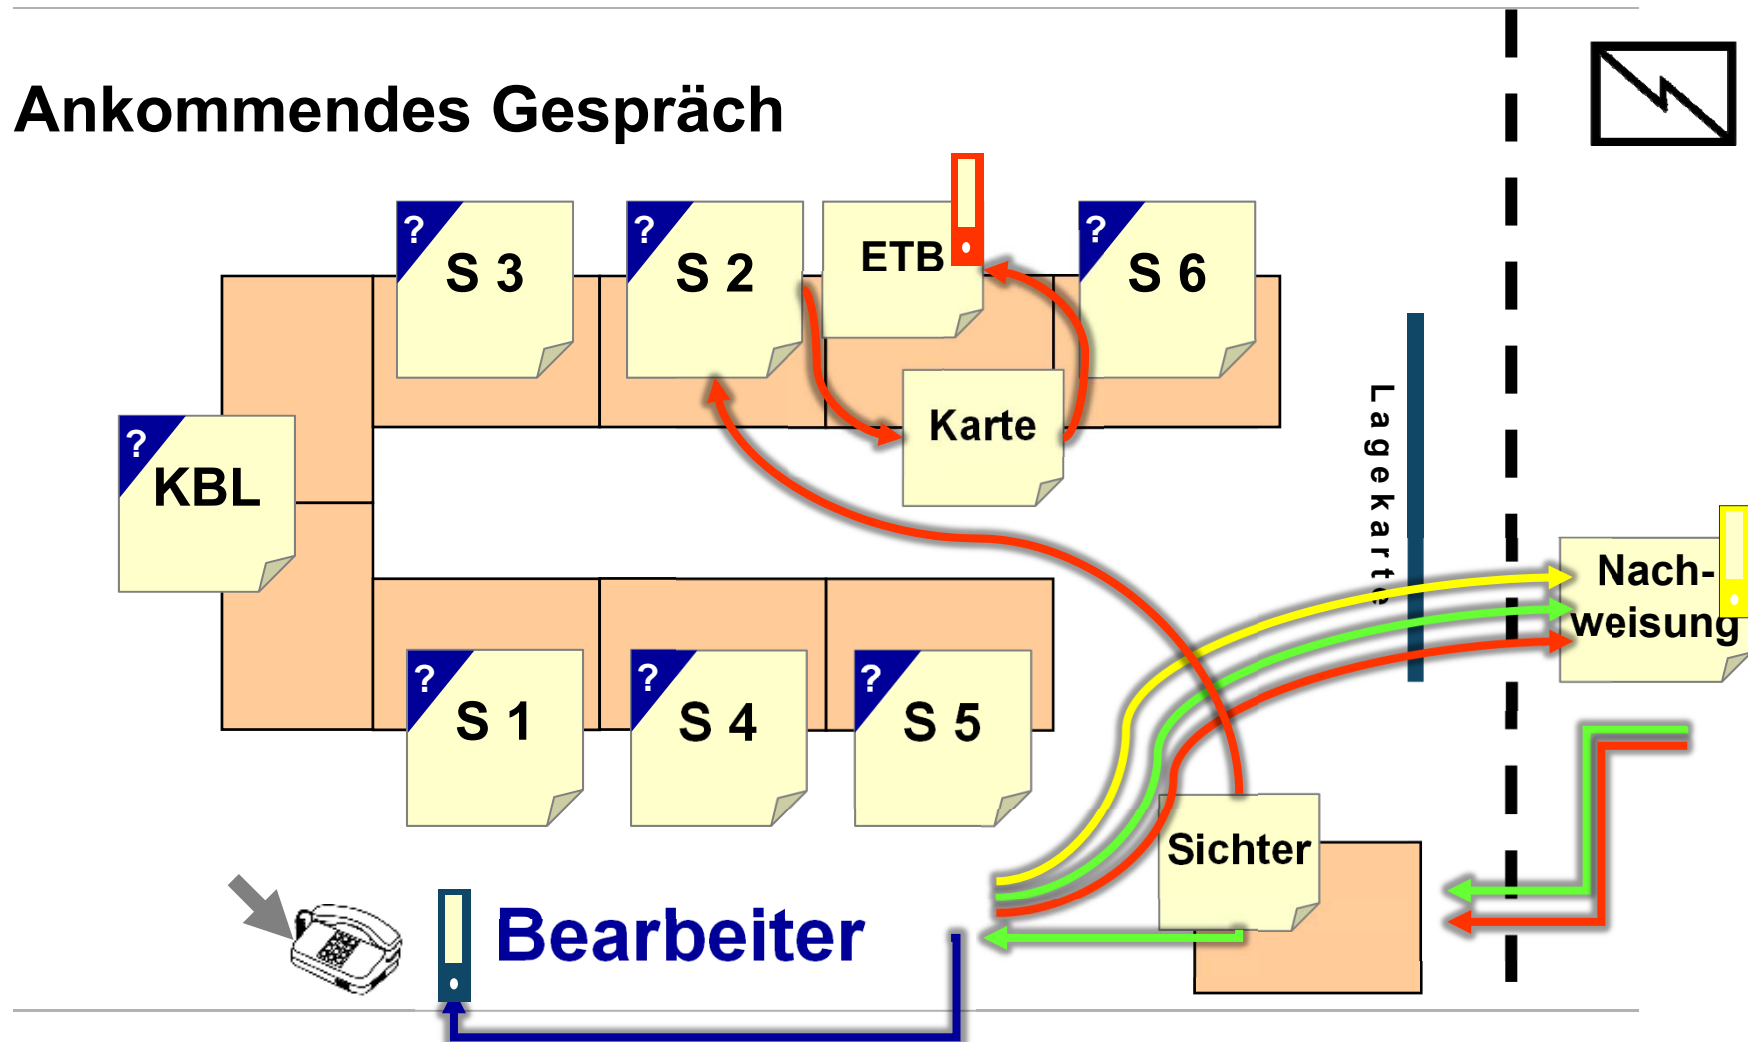 Ankommendes Gespräch
?
S 3
?
S 2
ETB
?
S 6
Karte
Lagekarte
?
KBL
Nach-
weisung
?
S 1
?
S 4
?
S 5
Sichter
Bearbeiter